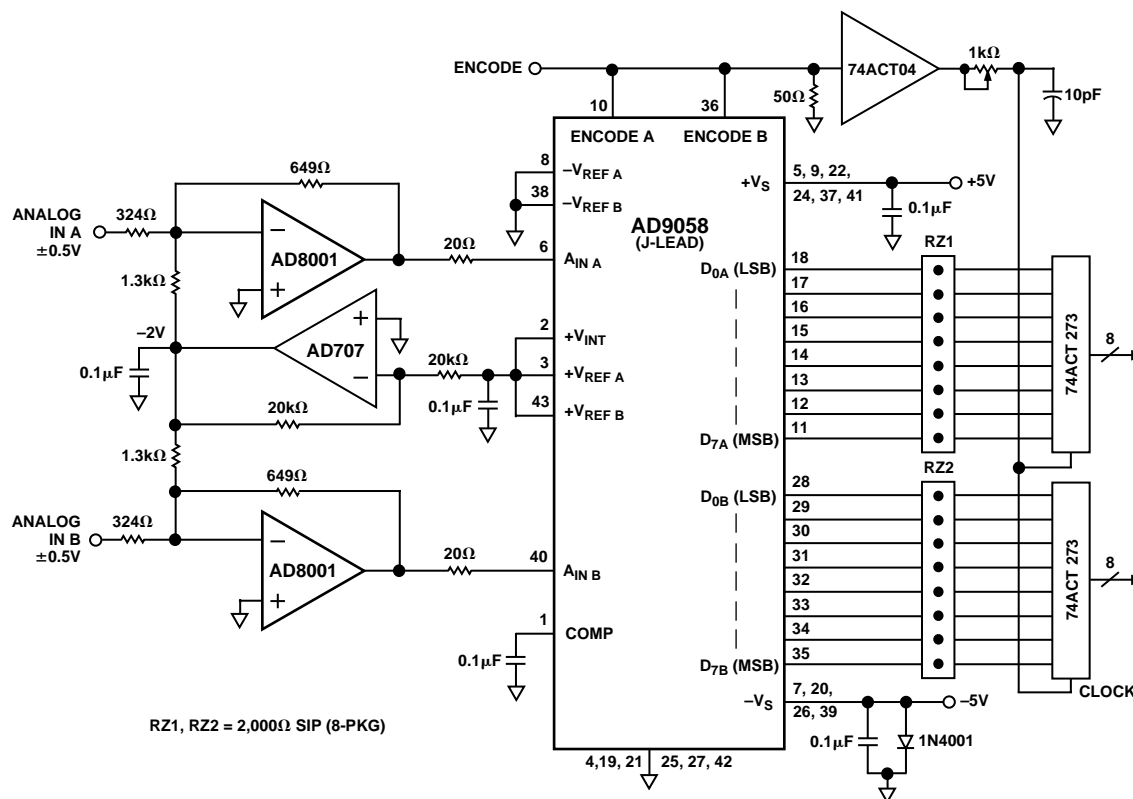 ENCODE
10
36
50Ω
74ACT04
1kΩ
10pF
ENCODE A
ENCODE B
8
–VREF A
38
–VREF B
AD9058
(J-LEAD)
+VS
5, 9, 22,
24, 37, 41
+5V
0.1µF
649Ω
ANALOG
IN A
±0.5V
324Ω
AD8001
–
+
20Ω
6
AIN A
1.3kΩ
–2V
0.1µF
AD707
+
–
20kΩ
20kΩ
0.1µF
2
+VINT
3
+VREF A
43
+VREF B
RZ1
D0A (LSB)
18
17
16
15
14
13
12
11
D7A (MSB)
74ACT 273
8
1.3kΩ
649Ω
ANALOG
IN B
±0.5V
324Ω
AD8001
–
+
20Ω
40
AIN B
1
COMP
0.1µF
RZ2
D0B (LSB)
28
29
30
31
32
33
34
35
D7B (MSB)
74ACT 273
8
CLOCK
–VS
7, 20,
26, 39
–5V
0.1µF
1N4001
RZ1, RZ2 = 2,000Ω SIP (8-PKG)
4,19, 21
25, 27, 42